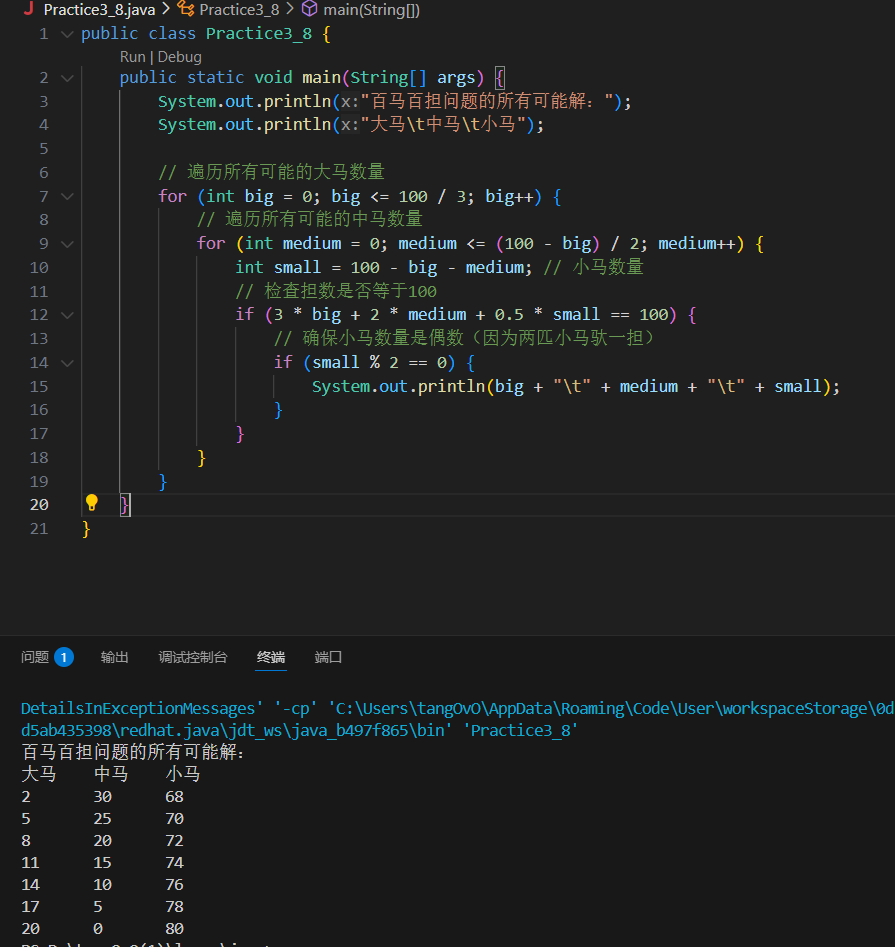 Practice3_8.java > Practice3_8 > main(String[])
1 public class Practice3_8 {
Run | Debug
2 public static void main(String[] args) {
3 System.out.println(x:"百马百担问题的所有可能解：");
4 System.out.println(x:"大马\t中马\t小马");
5
6 // 遍历所有可能的大马数量
7 for (int big = 0; big <= 100 / 3; big++) {
8 // 遍历所有可能的中马数量
9 for (int medium = 0; medium <= (100 - big) / 2; medium++) {
10 int small = 100 - big - medium; // 小马数量
11 // 检查担数是否等于100
12 if (3 * big + 2 * medium + 0.5 * small == 100) {
13 // 确保小马数量是偶数（因为两匹小马驮一担）
14 if (small % 2 == 0) {
15 System.out.println(big + "\t" + medium + "\t" + small);
16 }
17 }
18 }
19 }
20 }
21 }
问题 1 输出 调试控制台 终端 端口
DetailsInExceptionMessages' '-cp' 'C:\Users\tangOvO\AppData\Roaming\Code\User\workspaceStorage\0d
d5ab435398\redhat.java\jdt_ws\java_b497f865\bin' 'Practice3_8'
百马百担问题的所有可能解：
大马 中马 小马
2 30 68
5 25 70
8 20 72
11 15 74
14 10 76
17 5 78
20 0 80